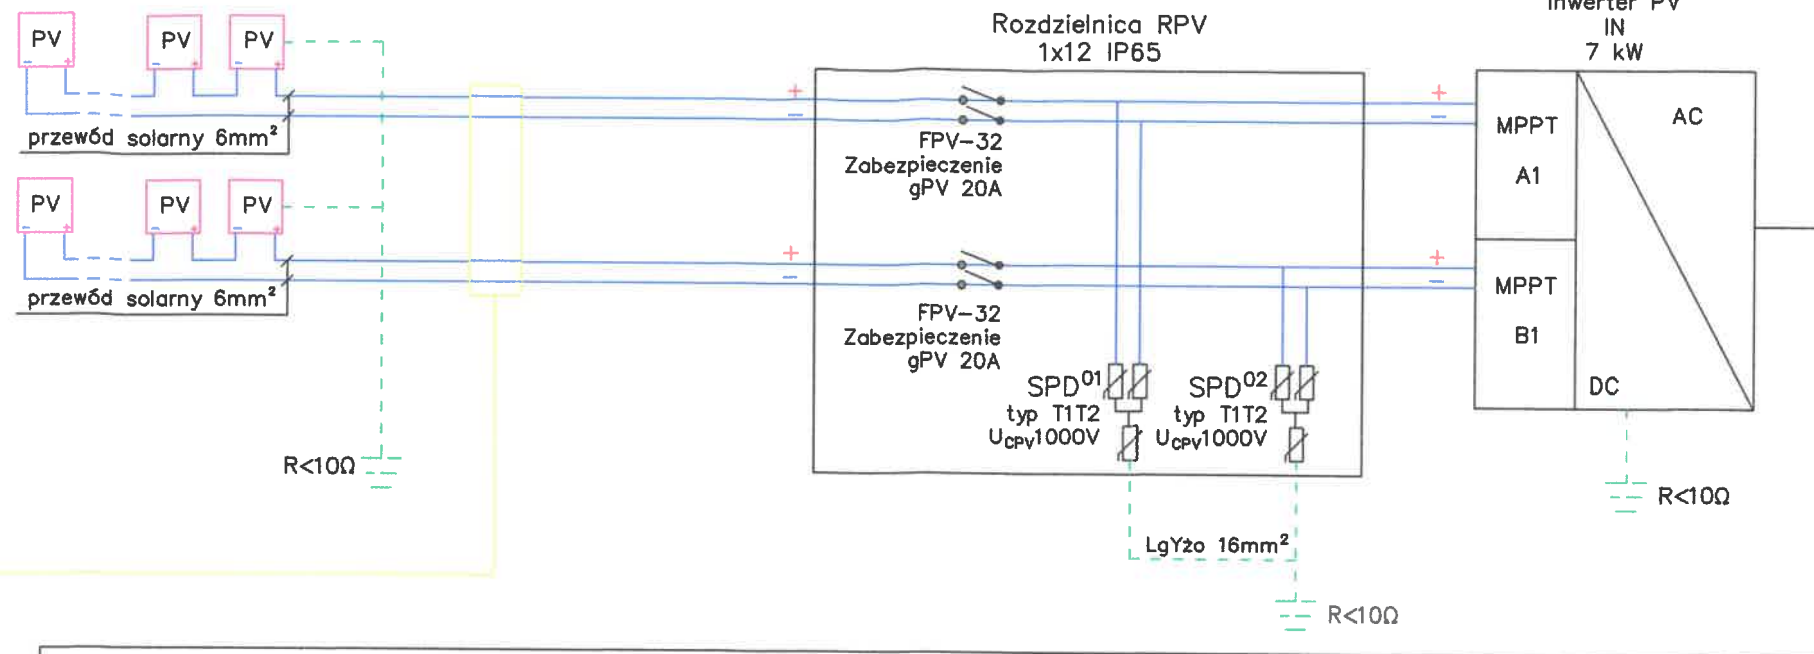 PV PV PV
+ -
przewód solarny 6mm²
PV PV PV
+ -
przewód solarny 6mm²
R<10Ω
Rozdzielnica RPV
1x12 IP65
FPV-32
Zabezpieczenie
gPV 20A
FPV-32
Zabezpieczenie
gPV 20A
SPD⁰¹
typ T1T2
UCPV1000V
SPD⁰²
typ T1T2
UCPV1000V
LgYżo 16mm²
R<10Ω
Inwerter PV
IN
7 kW
+ -
MPPT
A1
+ -
MPPT
B1
AC
DC
R<10Ω